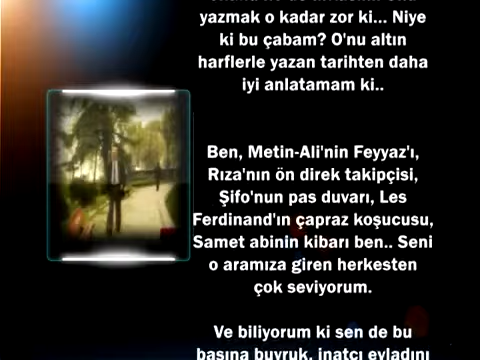 yazmak o kadar zor ki... Niye
ki bu çabam? O'nu altın
harflerle yazan tarihten daha
iyi anlatamam ki..
Ben, Metin-Ali'nin Feyyaz'ı,
Rıza'nın ön direk takipçisi,
Şifo'nun pas duvarı, Les
Ferdinand'ın çapraz koşucusu,
Samet abinin kibarı ben.. Seni
o aramıza giren herkesten
çok seviyorum.
Ve biliyorum ki sen de bu
başına buyruk, inatçı evladını